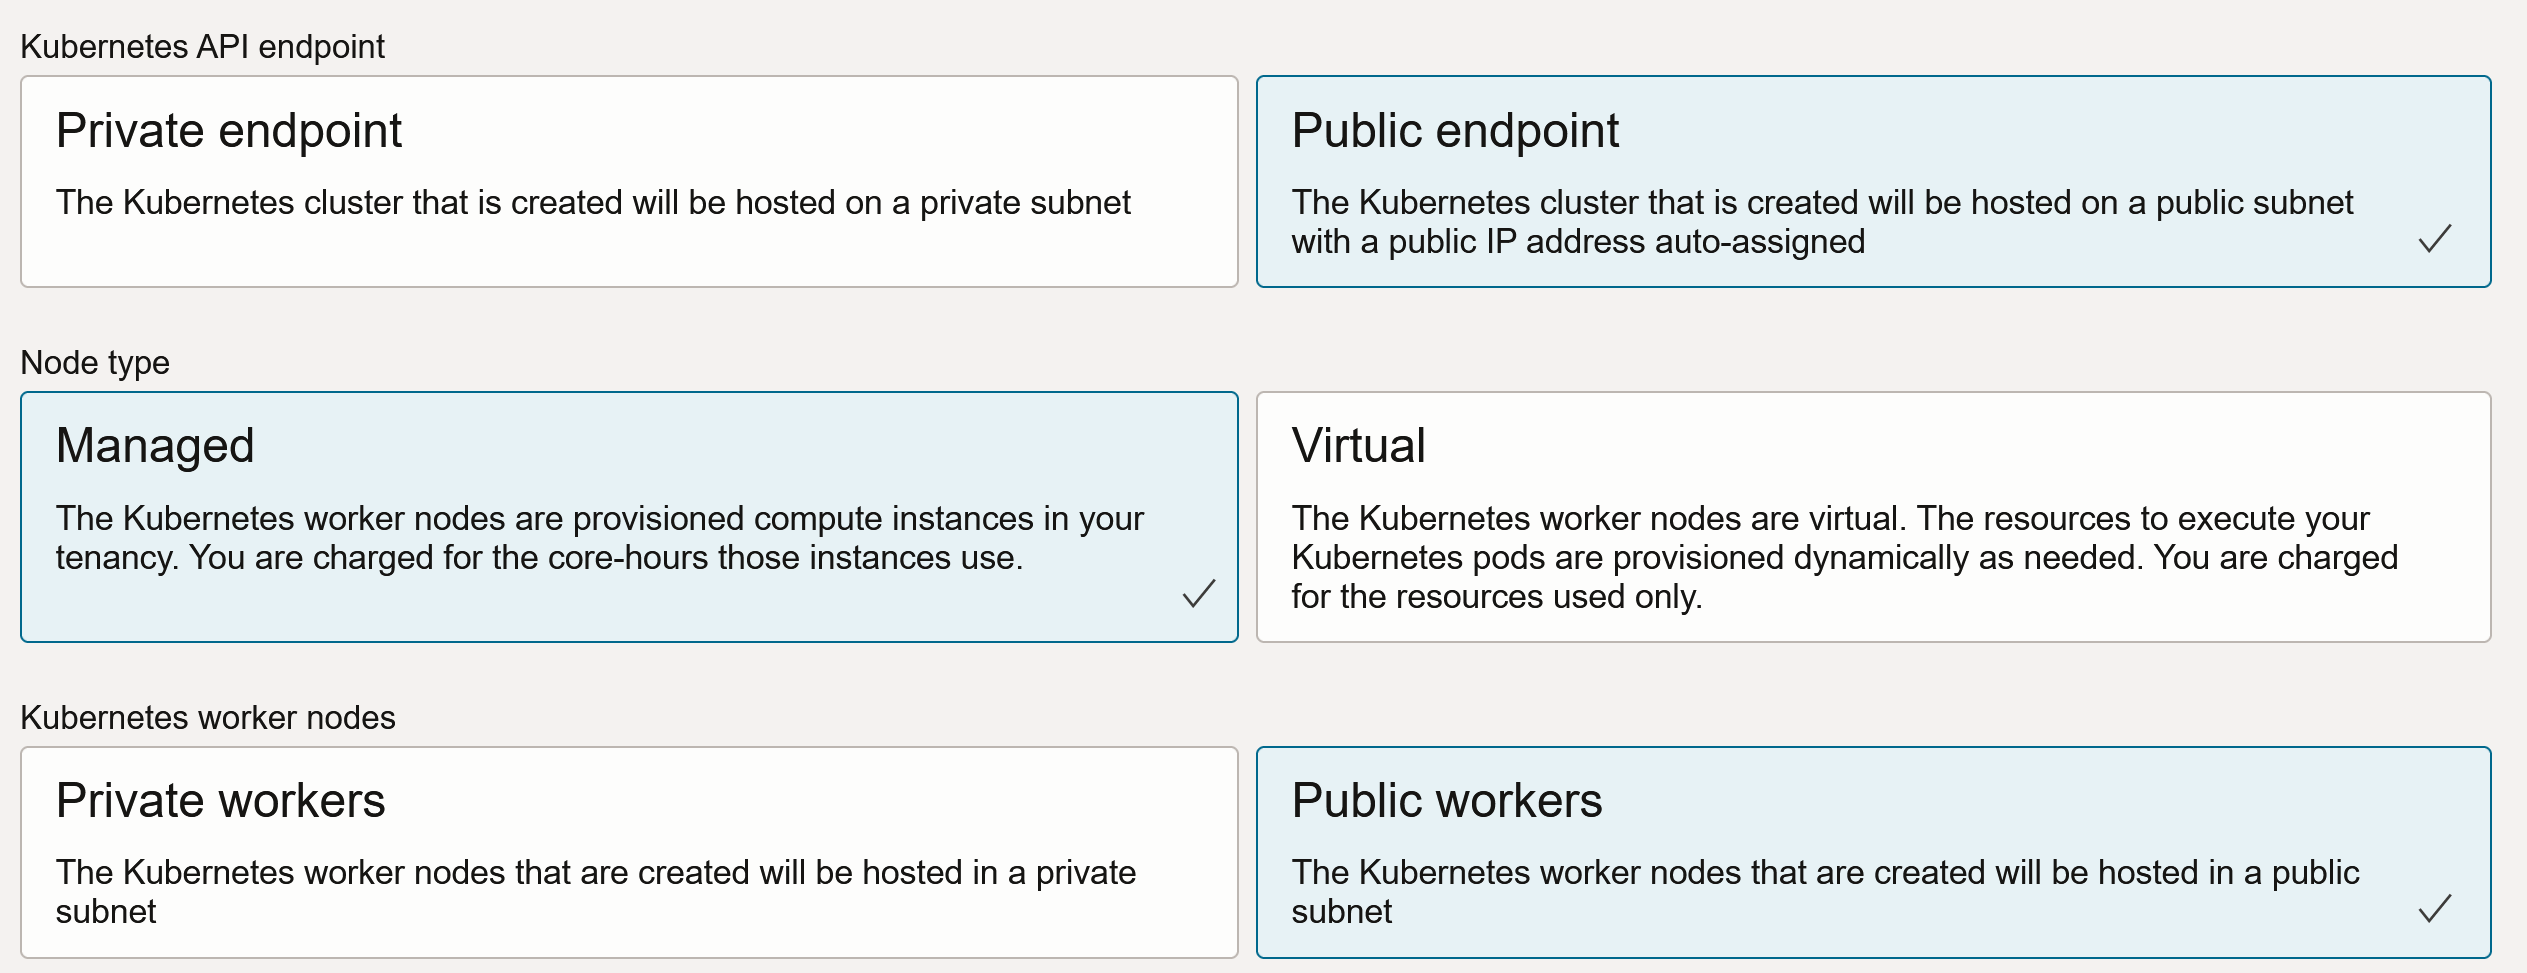 Kubernetes API endpoint
Private endpoint
The Kubernetes cluster that is created will be hosted on a private subnet
Public endpoint
The Kubernetes cluster that is created will be hosted on a public subnet
with a public IP address auto-assigned
Node type
Managed
The Kubernetes worker nodes are provisioned compute instances in your
tenancy. You are charged for the core-hours those instances use.
Virtual
The Kubernetes worker nodes are virtual. The resources to execute your
Kubernetes pods are provisioned dynamically as needed. You are charged
for the resources used only.
Kubernetes worker nodes
Private workers
The Kubernetes worker nodes that are created will be hosted in a private
subnet
Public workers
The Kubernetes worker nodes that are created will be hosted in a public
subnet